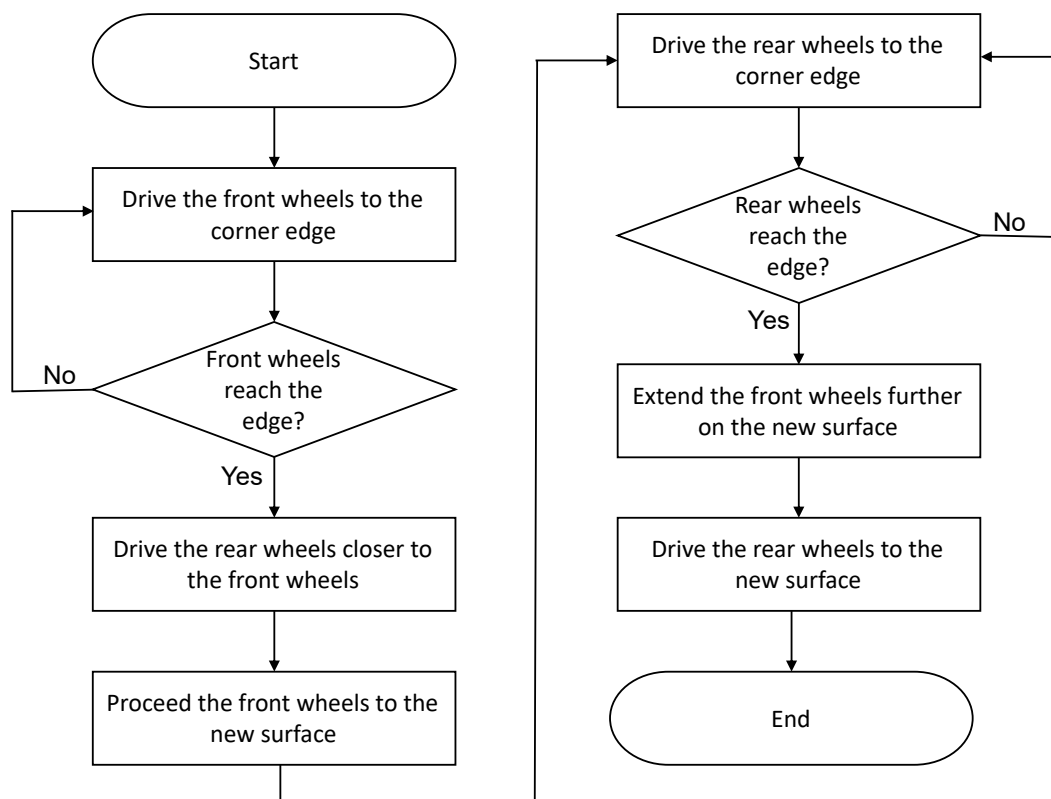 Start
Drive the front wheels to the
corner edge
Front wheels
reach the
edge?
No
Yes
Drive the rear wheels closer to
the front wheels
Proceed the front wheels to the
new surface
Drive the rear wheels to the
corner edge
Rear wheels
reach the
edge?
No
Yes
Extend the front wheels further
on the new surface
Drive the rear wheels to the
new surface
End